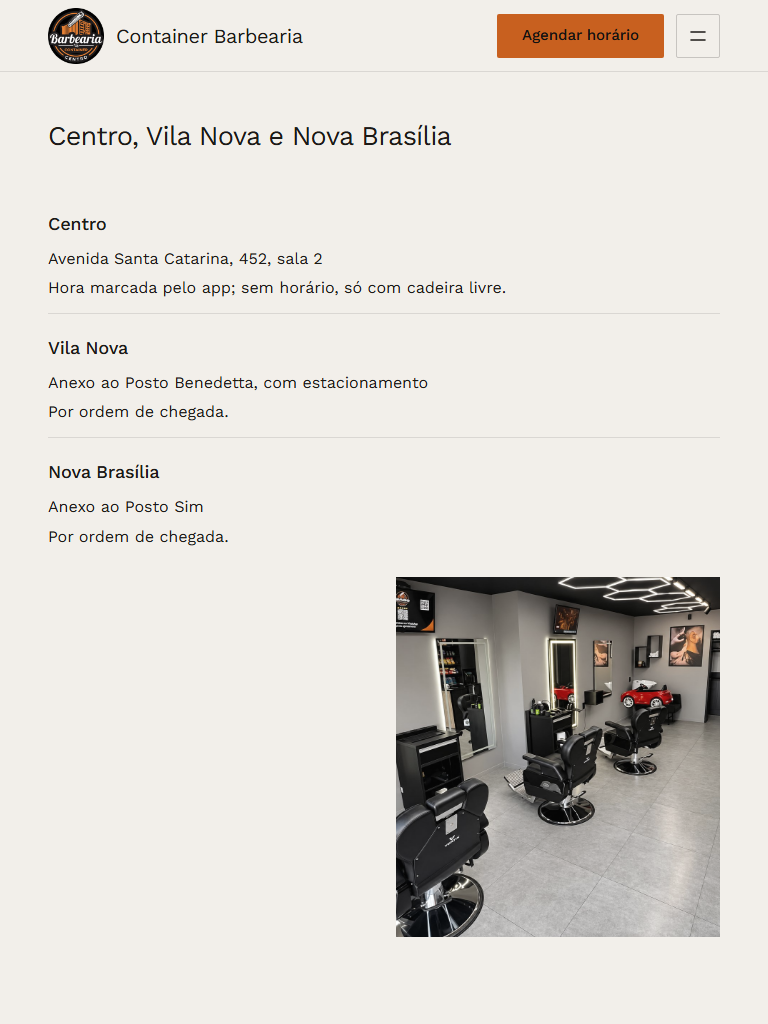 Barbearia
CONTAINER
CENTRO
Container Barbearia
Agendar horário
Centro, Vila Nova e Nova Brasília
Centro
Avenida Santa Catarina, 452, sala 2
Hora marcada pelo app; sem horário, só com cadeira livre.
Vila Nova
Anexo ao Posto Benedetta, com estacionamento
Por ordem de chegada.
Nova Brasília
Anexo ao Posto Sim
Por ordem de chegada.